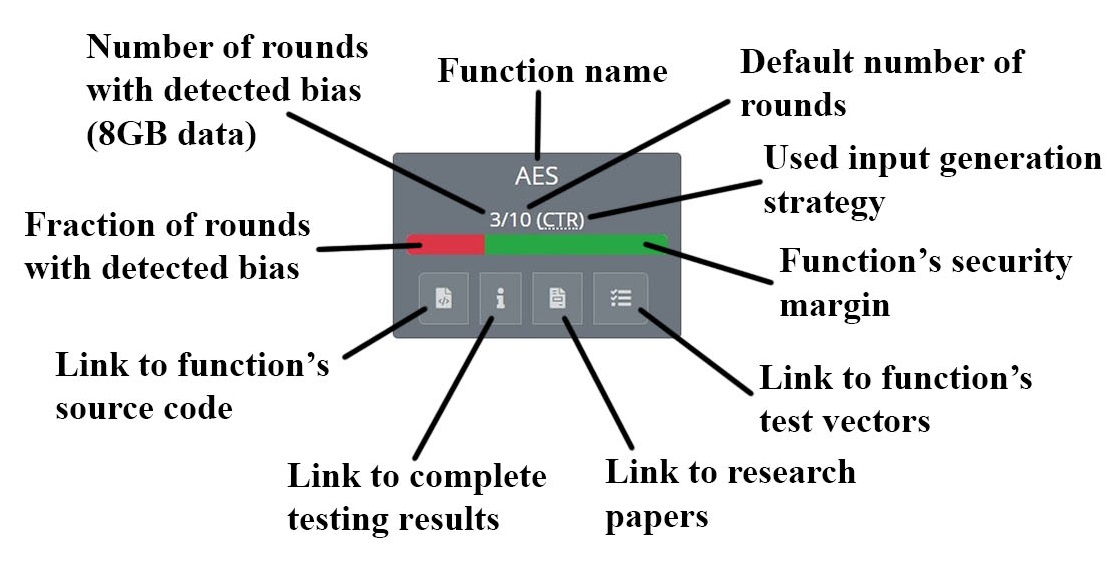 Number of rounds
with detected bias
(8GB data)
Function name
Default number of
rounds
Used input generation
strategy
AES
3/10 (CTR)
Fraction of rounds
with detected bias
Function’s security
margin
Link to function’s
source code
Link to function’s
test vectors
Link to complete
testing results
Link to research
papers